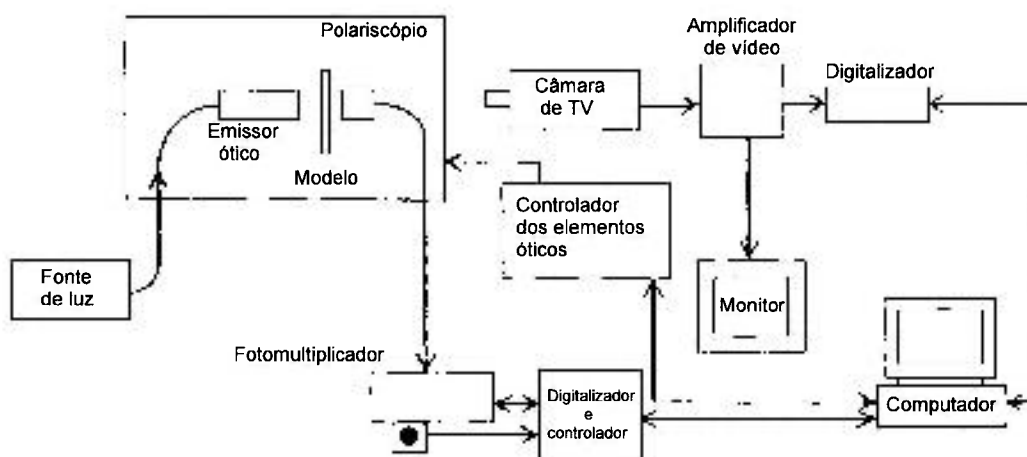 Polariscópio
Amplificador
de vídeo
Câmara
de TV
Digitalizador
Emissor
ótico
Modelo
Controlador
dos elementos
óticos
Fonte
de luz
Monitor
Fotomultiplicador
Digitalizador
e
controlador
Computador